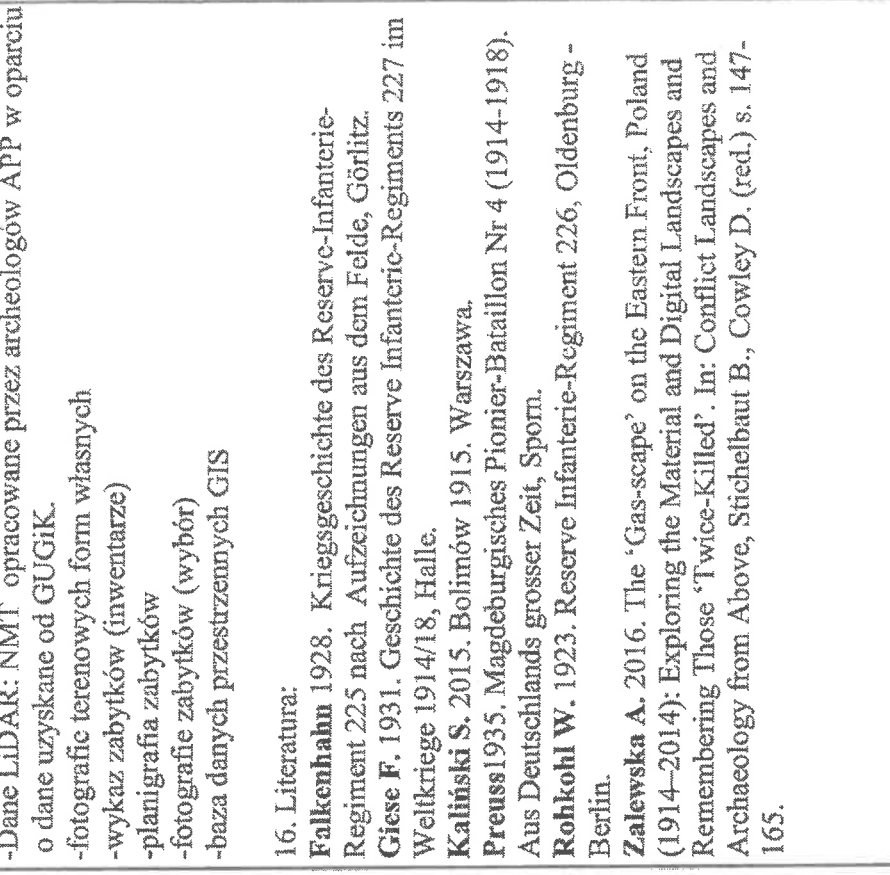 -Dane LiDAR: NMT opracowane przez archeologów APP w oparciu
o dane uzyskane od GUGiK.
-fotografie terenowych form własnych
-wykaz zabytków (inwentarze)
-planigrafia zabytków
-fotografie zabytków (wybór)
-baza danych przestrzennych GIS
16. Literatura:
Falkenhahn 1928. Kriegsgeschichte des Reserve-Infanterie-
Regiment 225 nach Aufzeichnungen aus dem Felde, Görlitz.
Giese F. 1931. Geschichte des Reserve Infanterie-Regiments 227 im
Weltkriege 1914/18, Halle.
Kaliński S. 2015. Bolimów 1915. Warszawa.
Preuss1935. Magdeburgisches Pionier-Bataillon Nr 4 (1914-1918).
Aus Deutschlands grosser Zeit, Sporn.
Rohkohl W. 1923. Reserve Infanterie-Regiment 226, Oldenburg -
Berlin.
Zalewska A. 2016. The ‘Gas-scape’ on the Eastern Front, Poland
(1914–2014): Exploring the Material and Digital Landscapes and
Remembering Those ‘Twice-Killed’. In: Conflict Landscapes and
Archaeology from Above, Stichelbaut B., Cowley D. (red.) s. 147-
165.